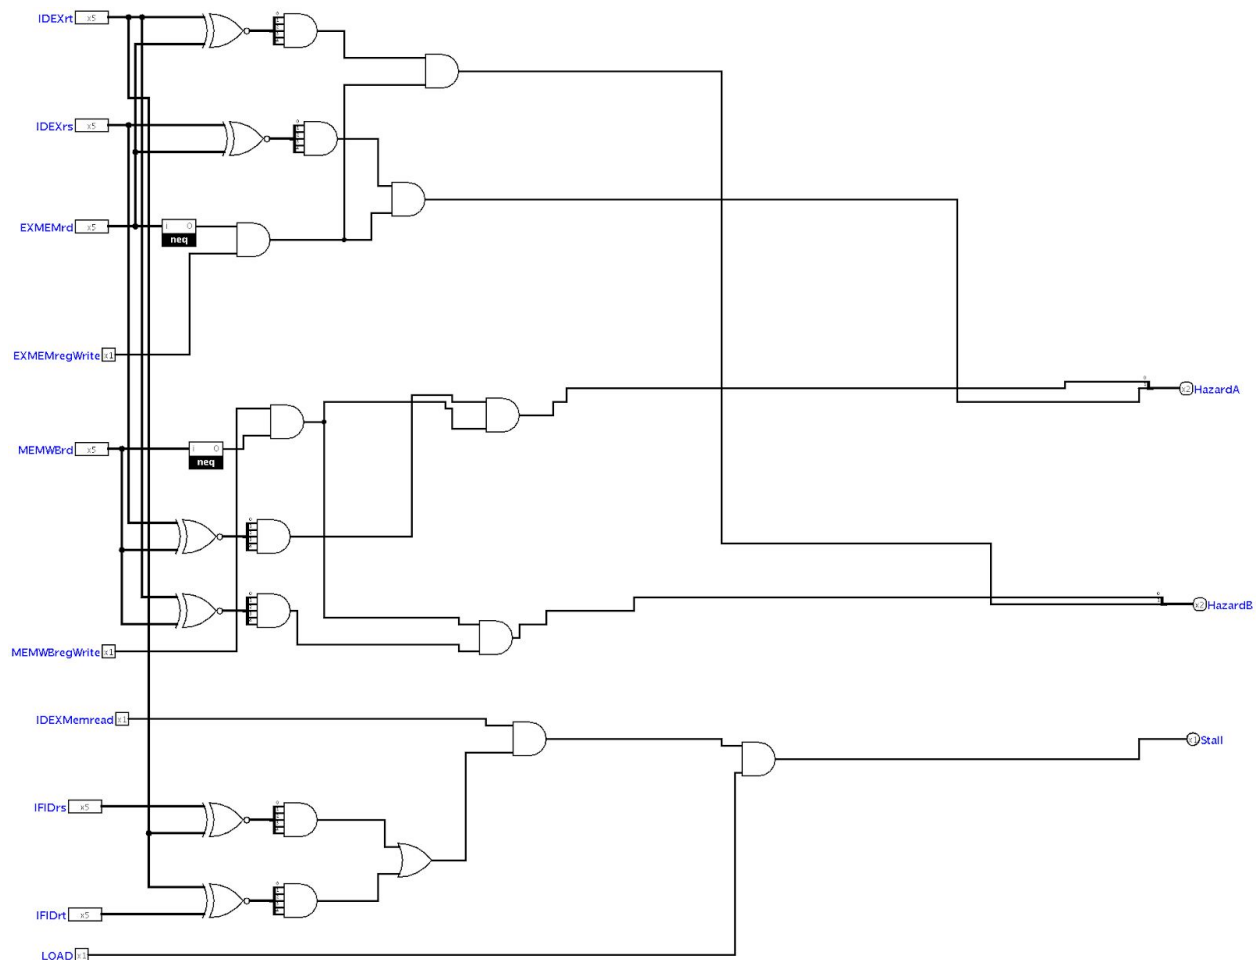 IDEXrt x5
IDEXrs x5
EXMEMrd x5
I O
neq
EXMEMregWrite x1
x2 HazardA
MEMWBrd x5
I O
neq
x2 HazardB
MEMWBregWrite x1
IDEXMemread x1
x1 Stall
IFIDrs x5
IFIDrt x5
LOAD x1